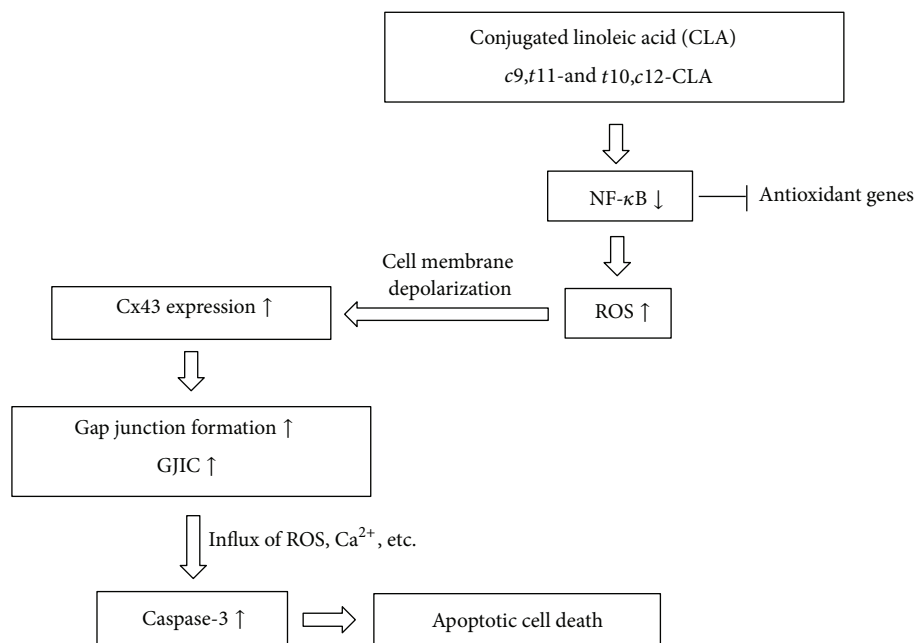 Conjugated linoleic acid (CLA)
c9,t11-and t10,c12-CLA
NF-κB ↓
Antioxidant genes
Cell membrane
depolarization
Cx43 expression ↑
ROS ↑
Gap junction formation ↑
GJIC ↑
Influx of ROS, Ca²⁺, etc.
Caspase-3 ↑
Apoptotic cell death